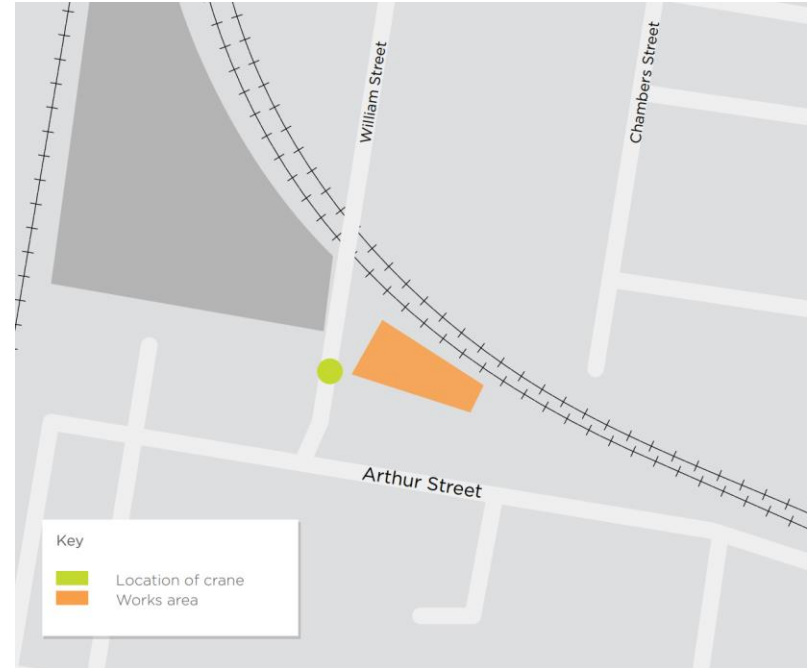 William Street
Chambers Street
Arthur Street
Key
Location of crane
Works area